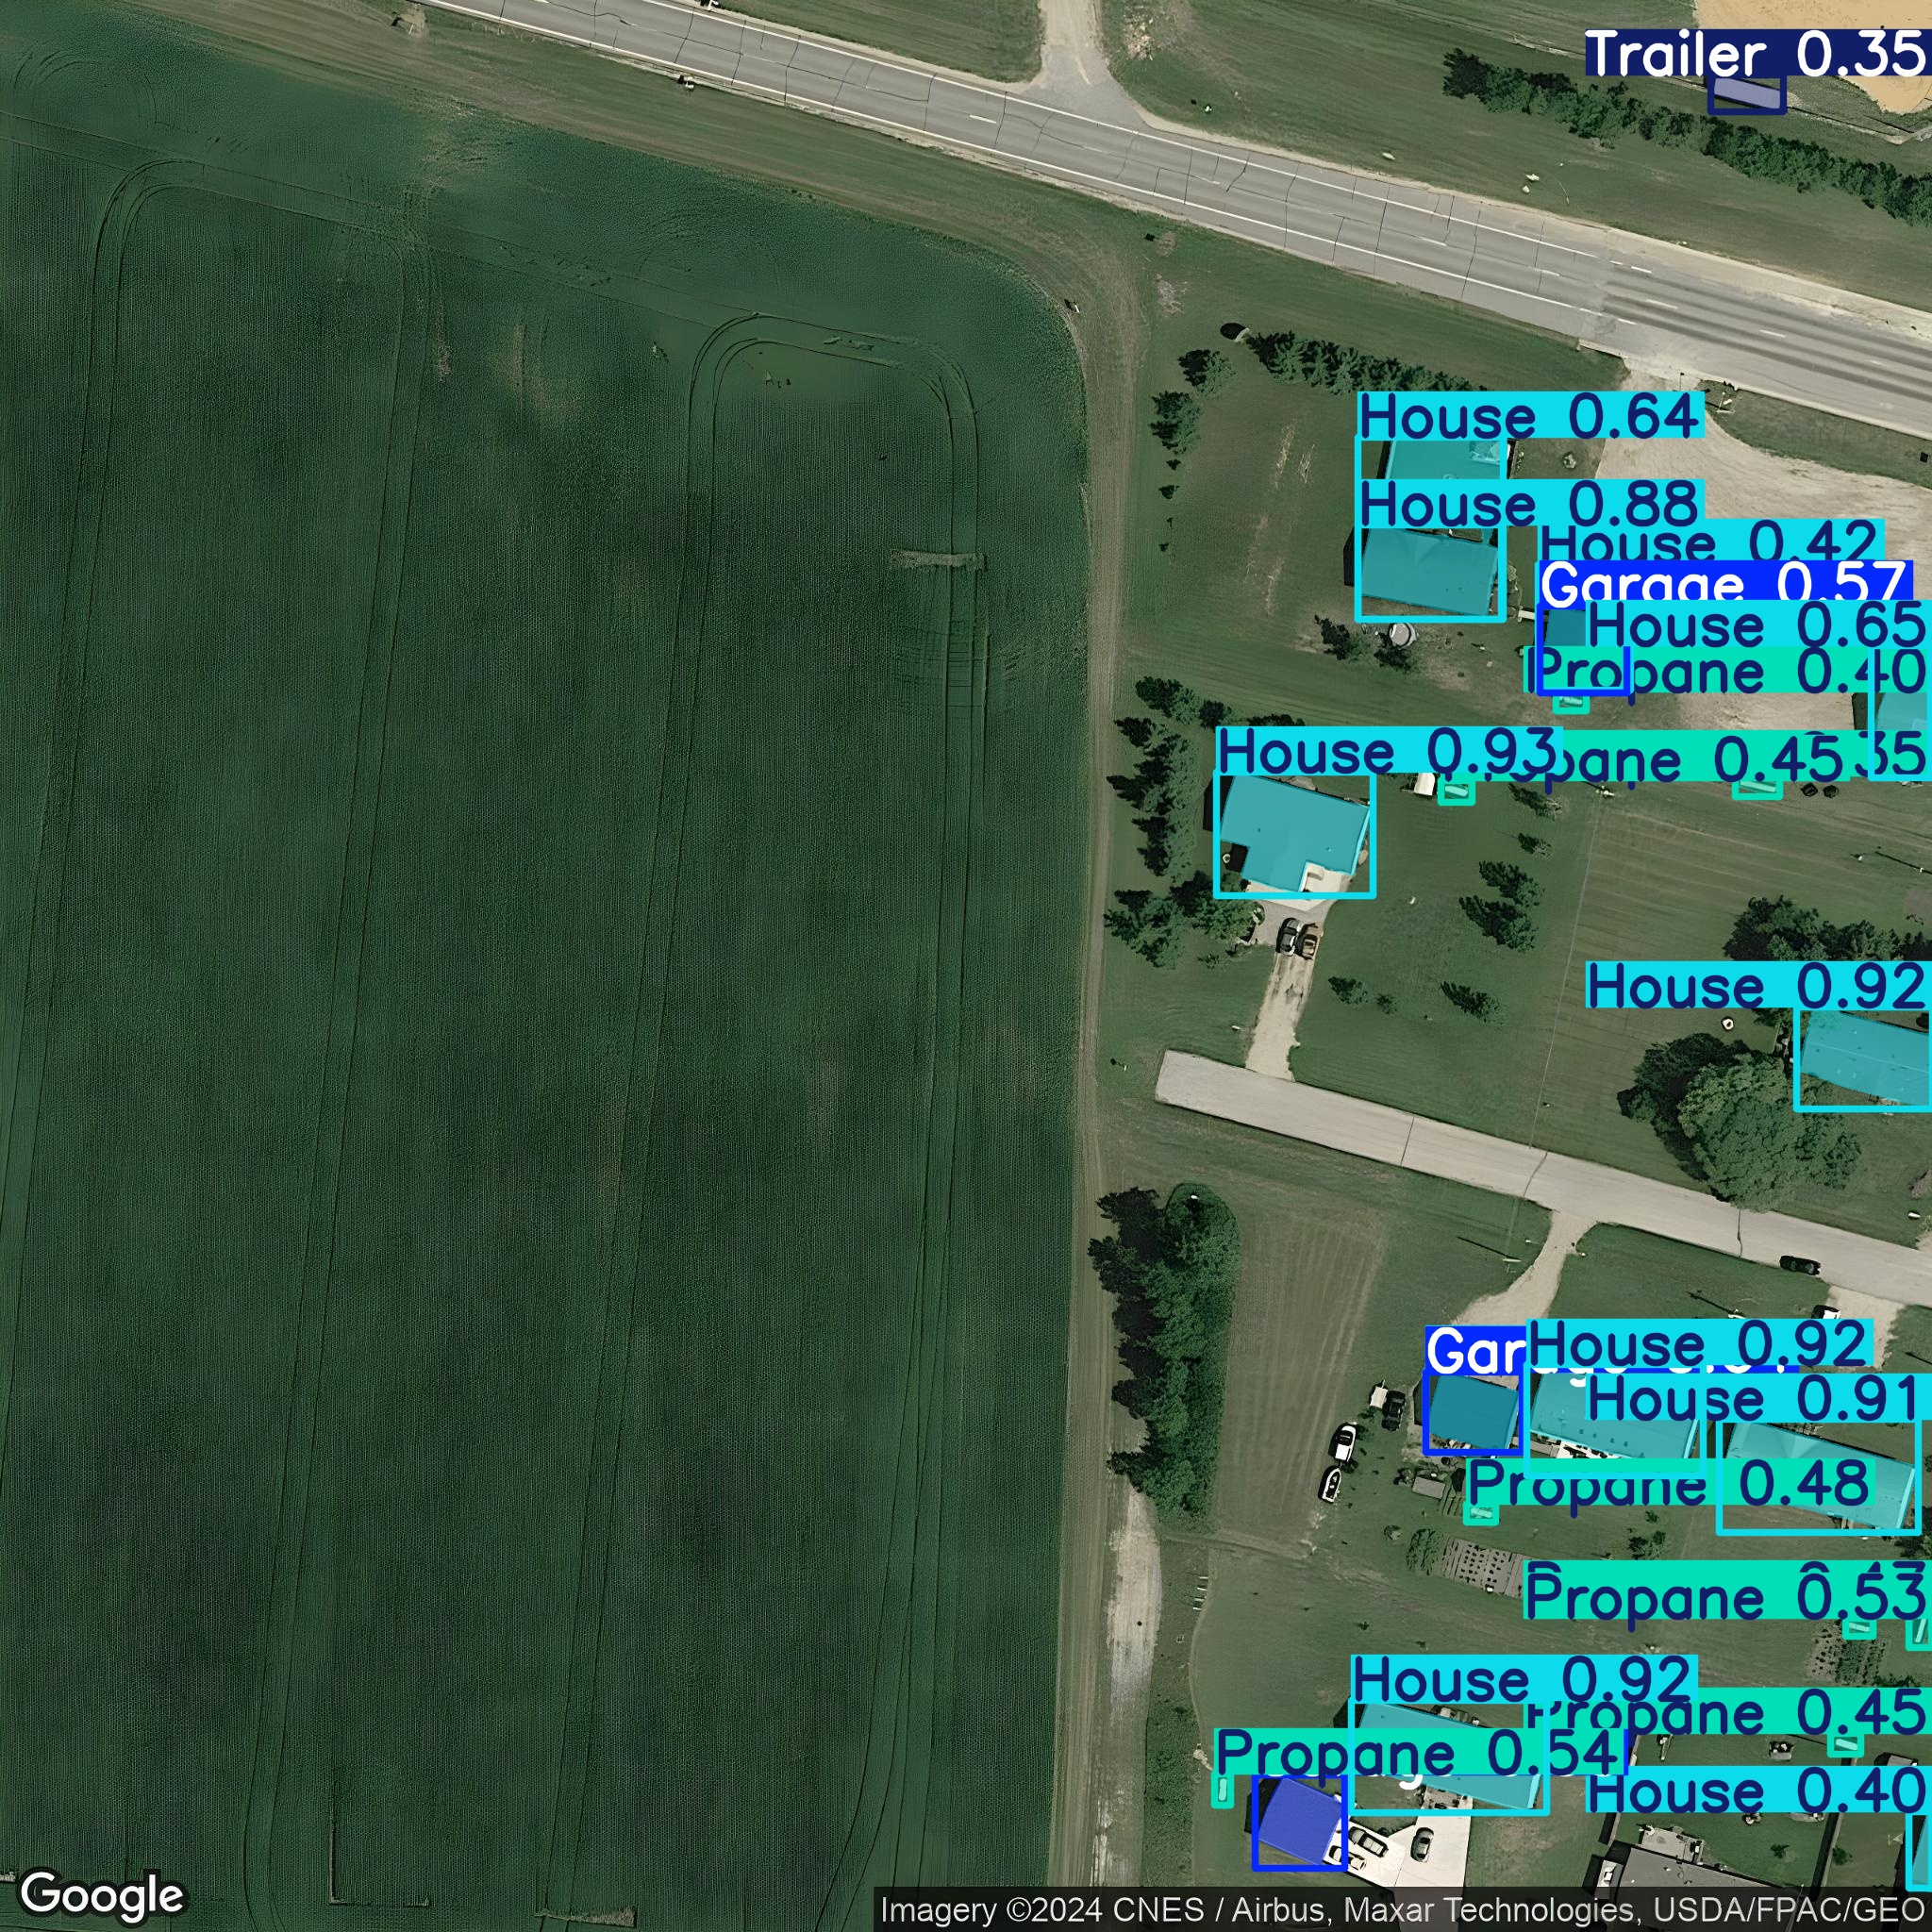 Trailer 0.35
House 0.64
House 0.88
House 0.42
Garage 0.57
House 0.65
Propane 0.40
House 0.93
pane 0.45
35
House 0.92
House 0.92
House 0.91
Propane 0.48
Propane 0.53
House 0.92
Propane 0.45
Propane 0.54
House 0.40
Google
Imagery ©2024 CNES / Airbus, Maxar Technologies, USDA/FPAC/GEO